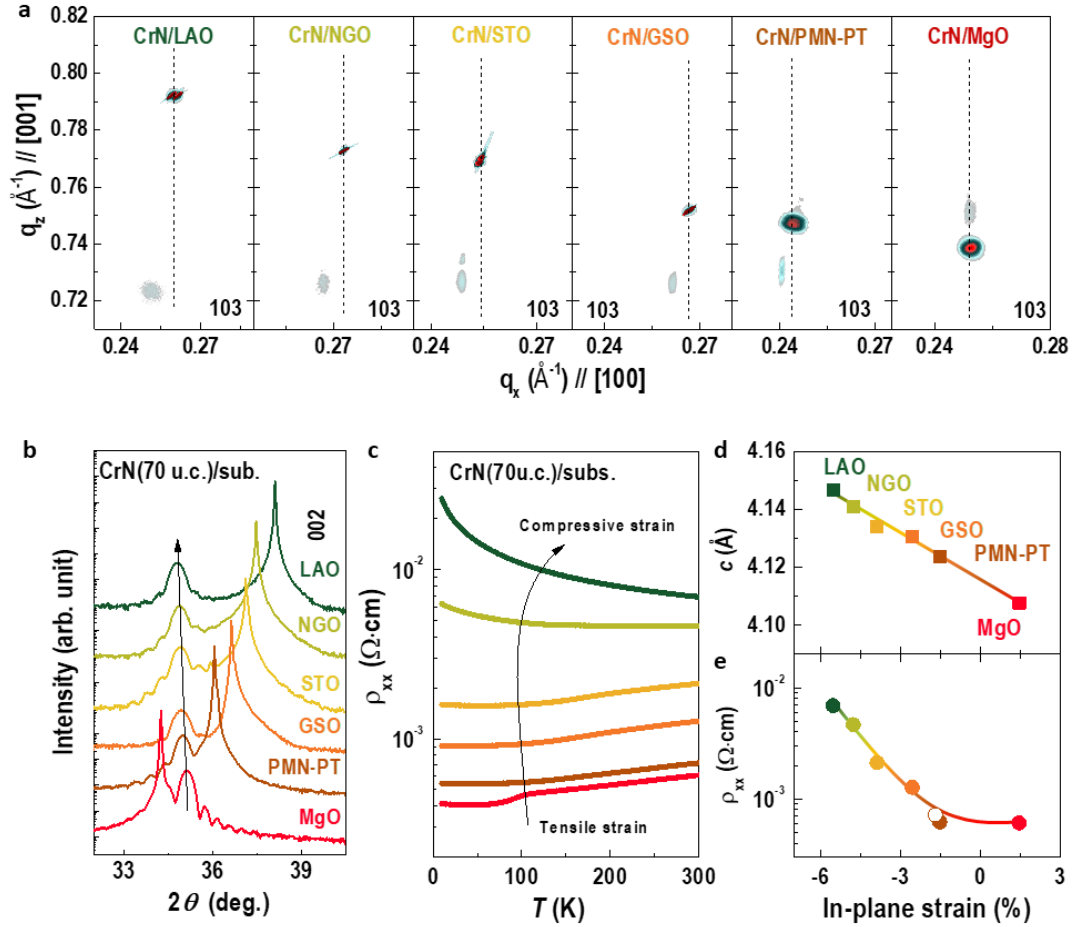 a
0.82
0.80
0.78
0.76
0.74
0.72
q_z (Å⁻¹) // [001]
CrN/LAO
CrN/NGO
CrN/STO
CrN/GSO
CrN/PMN-PT
CrN/MgO
103
103
103
103
103
103
0.24
0.27
0.27
0.24
0.27
0.24
0.27
0.24
0.24
0.28
q_x (Å⁻¹) // [100]
b
CrN(70 u.c.)/sub.
002
LAO
NGO
STO
GSO
PMN-PT
MgO
Intensity (arb. unit)
33
36
39
2θ (deg.)
c
CrN(70u.c.)/subs.
Compressive strain
Tensile strain
10⁻²
10⁻³
ρ_xx (Ω·cm)
0
100
200
300
T (K)
d
4.16
4.14
4.12
4.10
c (Å)
LAO
NGO
STO
GSO
PMN-PT
MgO
e
10⁻²
10⁻³
ρ_xx (Ω·cm)
-6
-3
0
3
In-plane strain (%)